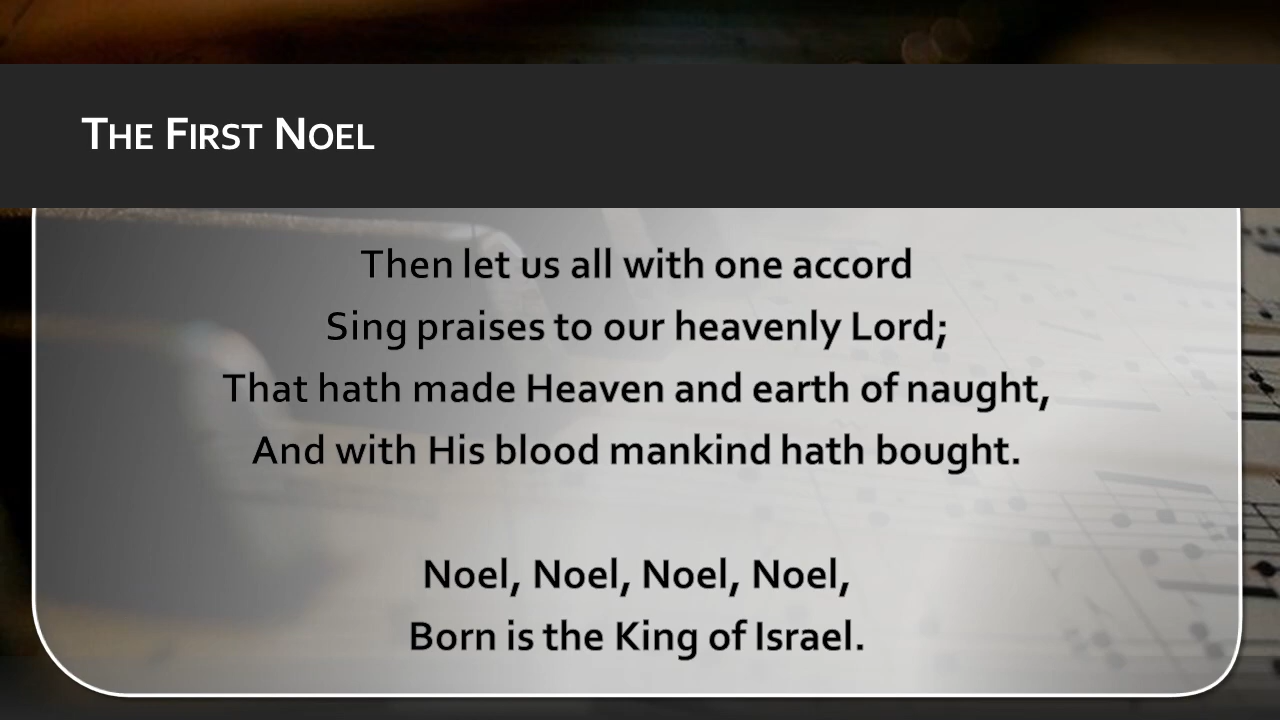 The First Noel
Then let us all with one accord
Sing praises to our heavenly Lord;
That hath made Heaven and earth of naught,
And with His blood mankind hath bought.
Noel, Noel, Noel, Noel,
Born is the King of Israel.